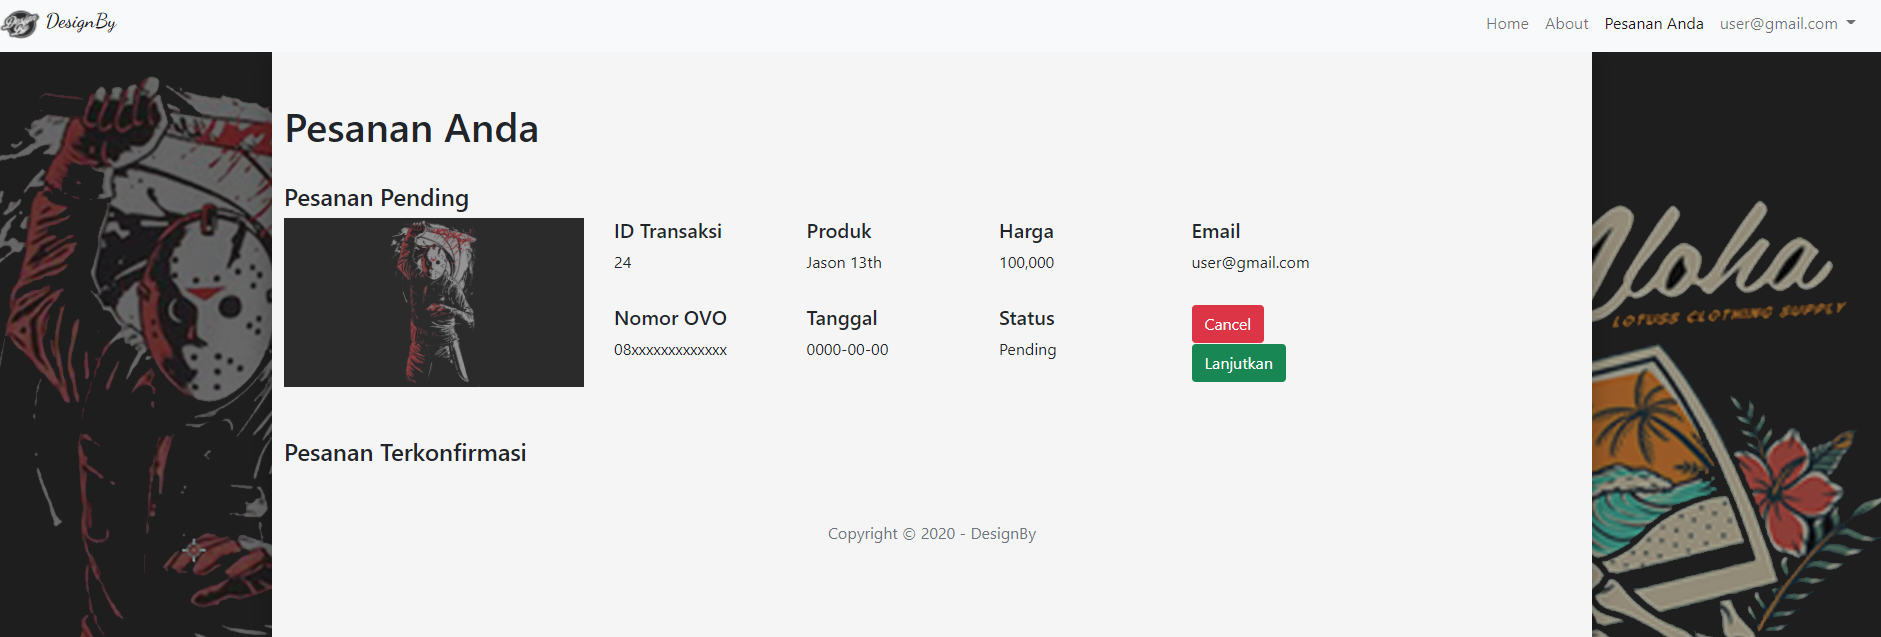 DesignBy Home About Pesanan Anda user@gmail.com
Pesanan Anda
Pesanan Pending
ID Transaksi Produk Harga Email
24 Jason 13th 100,000 user@gmail.com
Nomor OVO Tanggal Status Cancel
08xxxxxxxxxxxxx 0000-00-00 Pending
Lanjutkan
Pesanan Terkonfirmasi
Copyright © 2020 - DesignBy
Aloha
LOTUSS CLOTHING SUPPLY